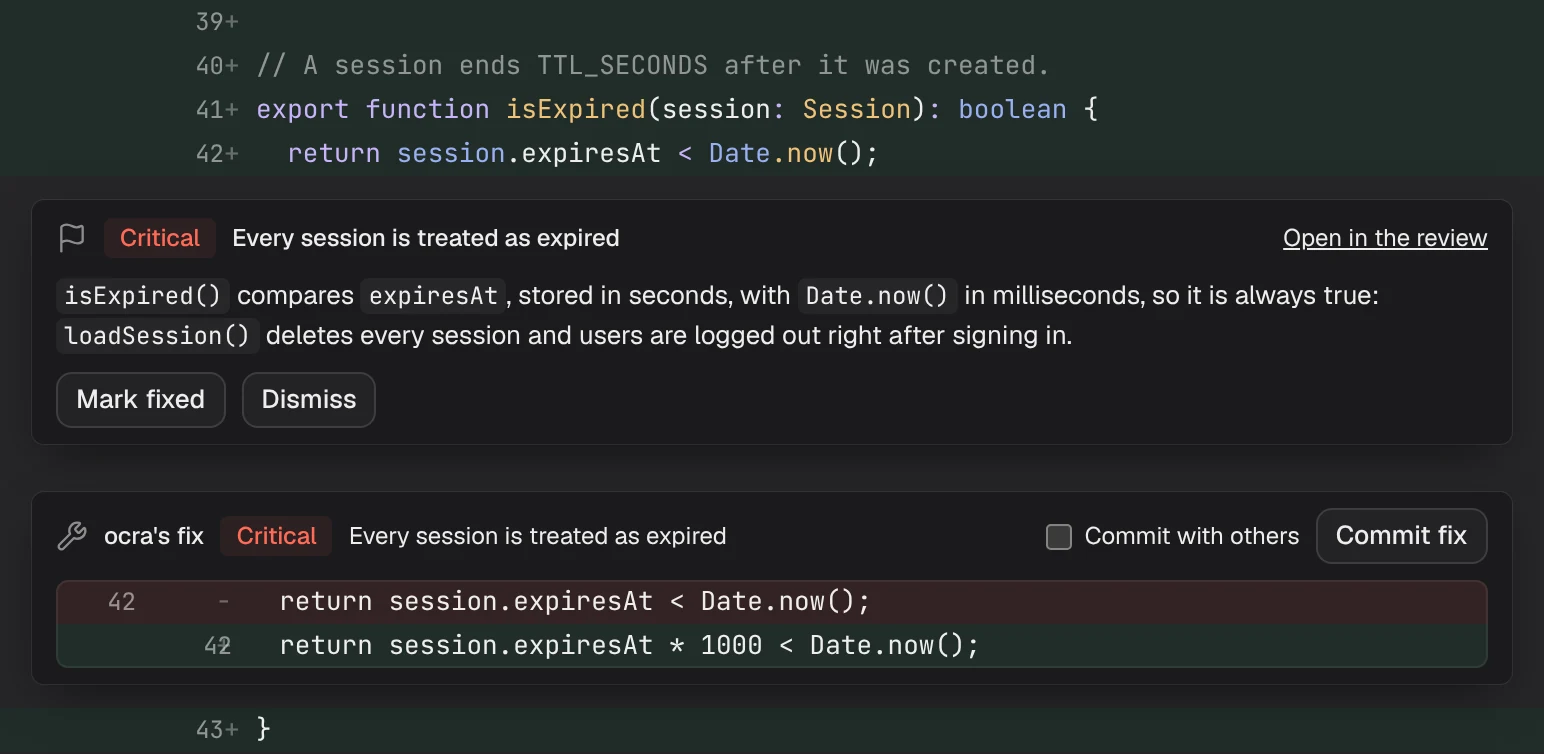 39+
40+ // A session ends TTL_SECONDS after it was created.
41+ export function isExpired(session: Session): boolean {
42+   return session.expiresAt < Date.now();
Critical Every session is treated as expired Open in the review
isExpired() compares expiresAt, stored in seconds, with Date.now() in milliseconds, so it is always true:
loadSession() deletes every session and users are logged out right after signing in.
Mark fixed Dismiss
ocra's fix Critical Every session is treated as expired Commit with others Commit fix
42 -   return session.expiresAt < Date.now();
42+   return session.expiresAt * 1000 < Date.now();
43+ }